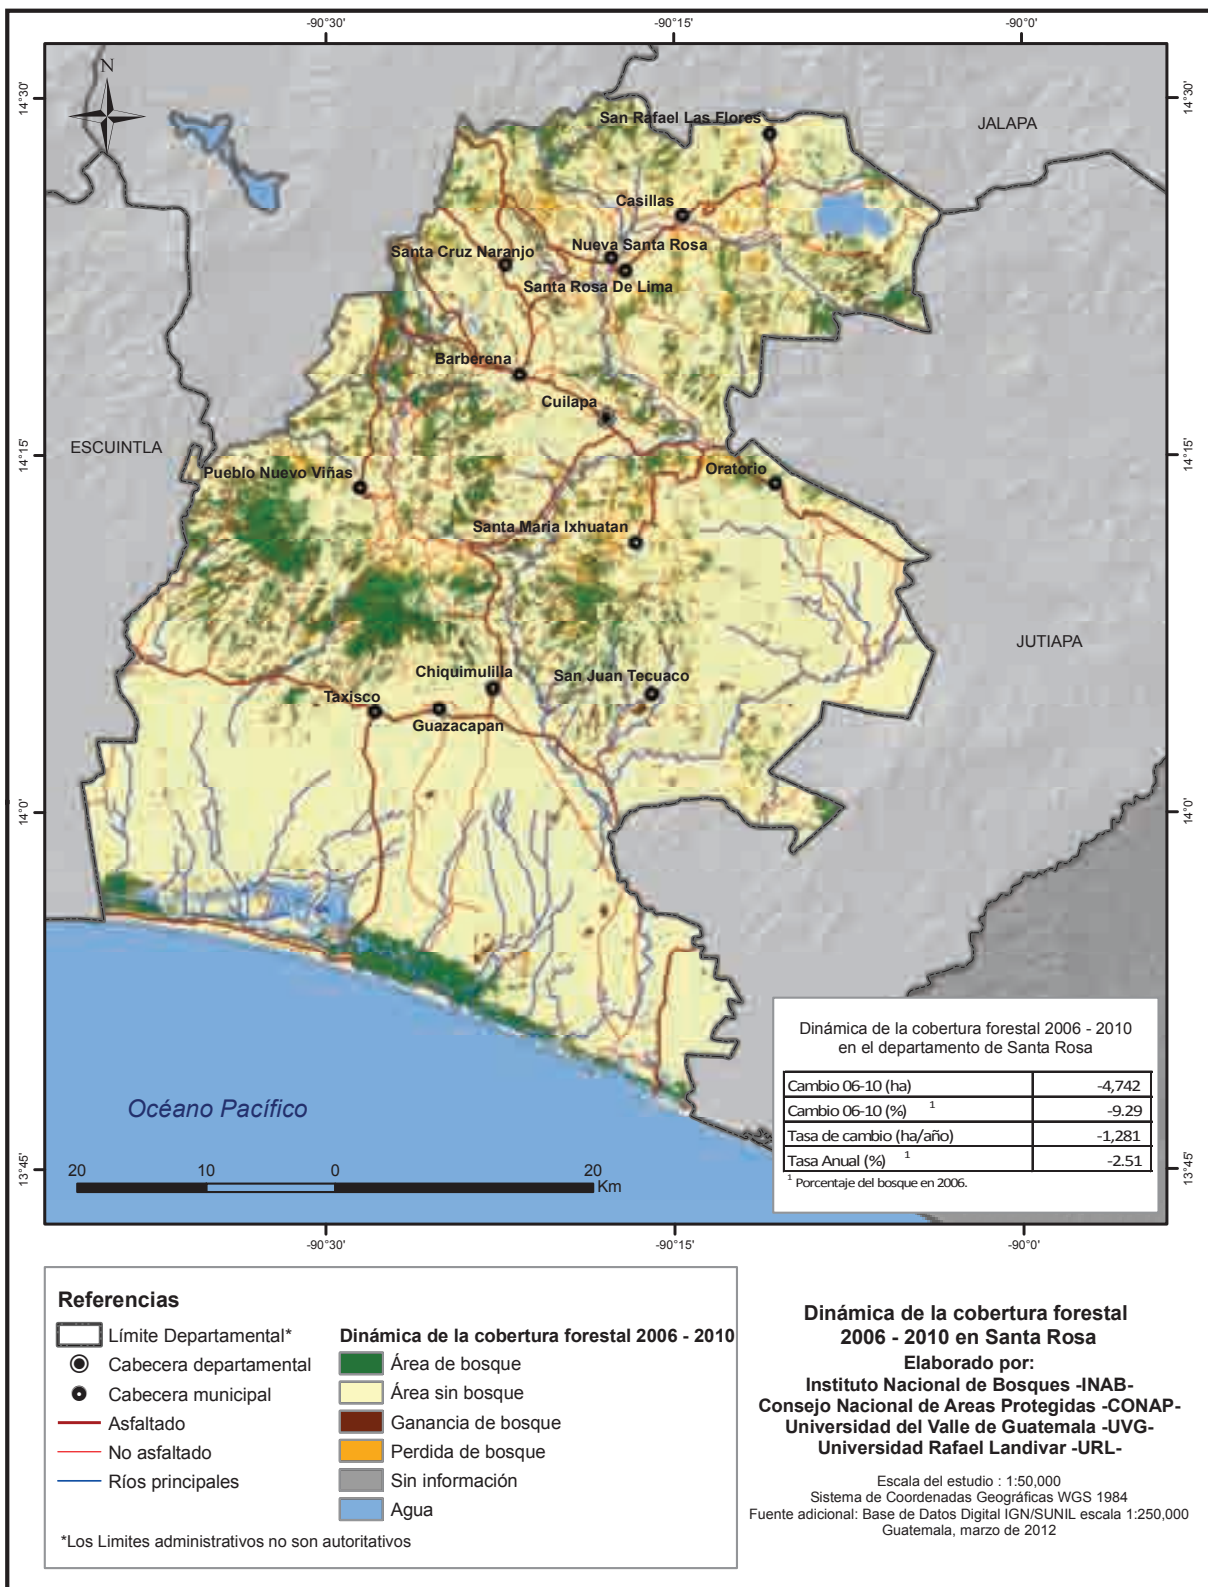 -90°30'
-90°15'
-90°0'
N
14°30'
14°30'
JALAPA
San Rafael Las Flores
Casillas
Nueva Santa Rosa
Santa Cruz Naranjo
Santa Rosa De Lima
Barberena
Cuilapa
ESCUINTLA
14°15'
14°15'
Pueblo Nuevo Viñas
Oratorio
Santa Maria Ixhuatan
JUTIAPA
Chiquimulilla
San Juan Tecuaco
Taxisco
Guazacapan
14°0'
14°0'
Océano Pacífico
20
10
0
20
Km
13°45'
13°45'
Dinámica de la cobertura forestal 2006 - 2010
en el departamento de Santa Rosa
Cambio 06-10 (ha) -4,742
Cambio 06-10 (%) 1 -9.29
Tasa de cambio (ha/año) -1,281
Tasa Anual (%) 1 -2.51
1 Porcentaje del bosque en 2006.
-90°30'
-90°15'
-90°0'
Referencias
Límite Departamental*
Cabecera departamental
Cabecera municipal
Asfaltado
No asfaltado
Ríos principales
Dinámica de la cobertura forestal 2006 - 2010
Área de bosque
Área sin bosque
Ganancia de bosque
Perdida de bosque
Sin información
Agua
*Los Limites administrativos no son autoritativos
Dinámica de la cobertura forestal
2006 - 2010 en Santa Rosa
Elaborado por:
Instituto Nacional de Bosques -INAB-
Consejo Nacional de Areas Protegidas -CONAP-
Universidad del Valle de Guatemala -UVG-
Universidad Rafael Landivar -URL-
Escala del estudio : 1:50,000
Sistema de Coordenadas Geográficas WGS 1984
Fuente adicional: Base de Datos Digital IGN/SUNIL escala 1:250,000
Guatemala, marzo de 2012